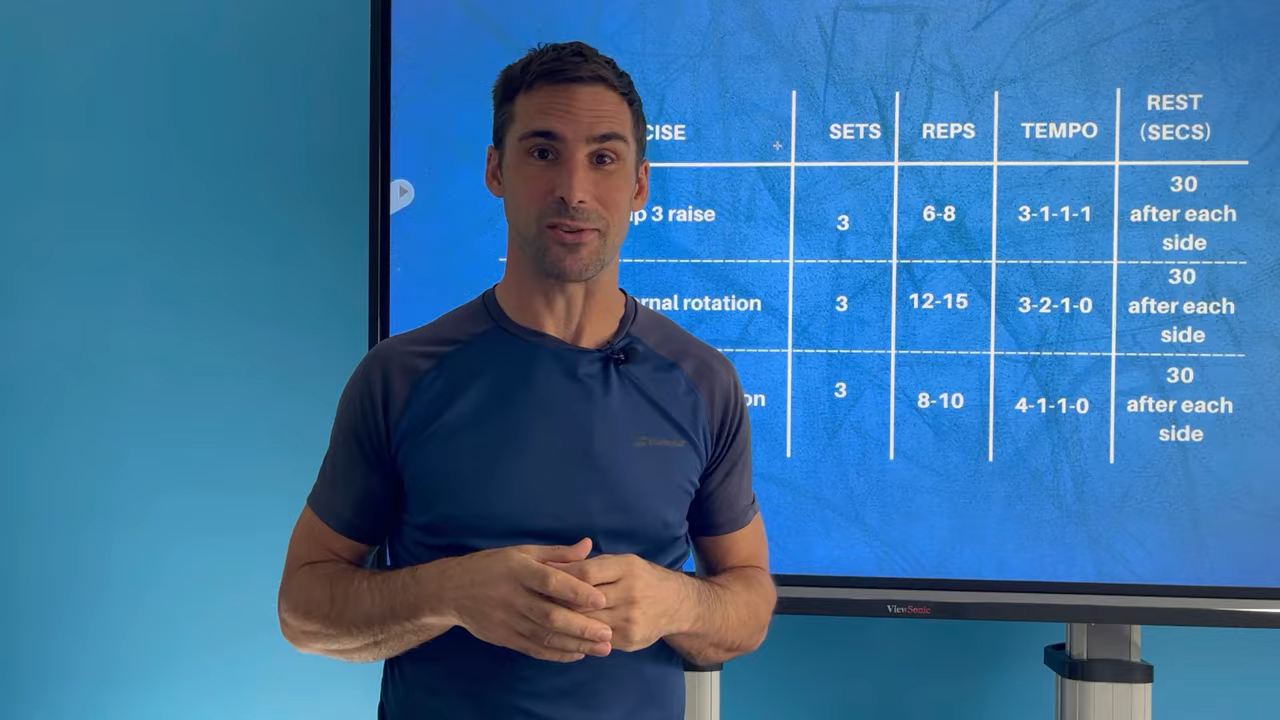 CISE SETS REPS TEMPO REST (SECS)
p 3 raise 3 6-8 3-1-1-1 30 after each side
rnal rotation 3 12-15 3-2-1-0 30 after each side
on 3 8-10 4-1-1-0 30 after each side
ViewSonic